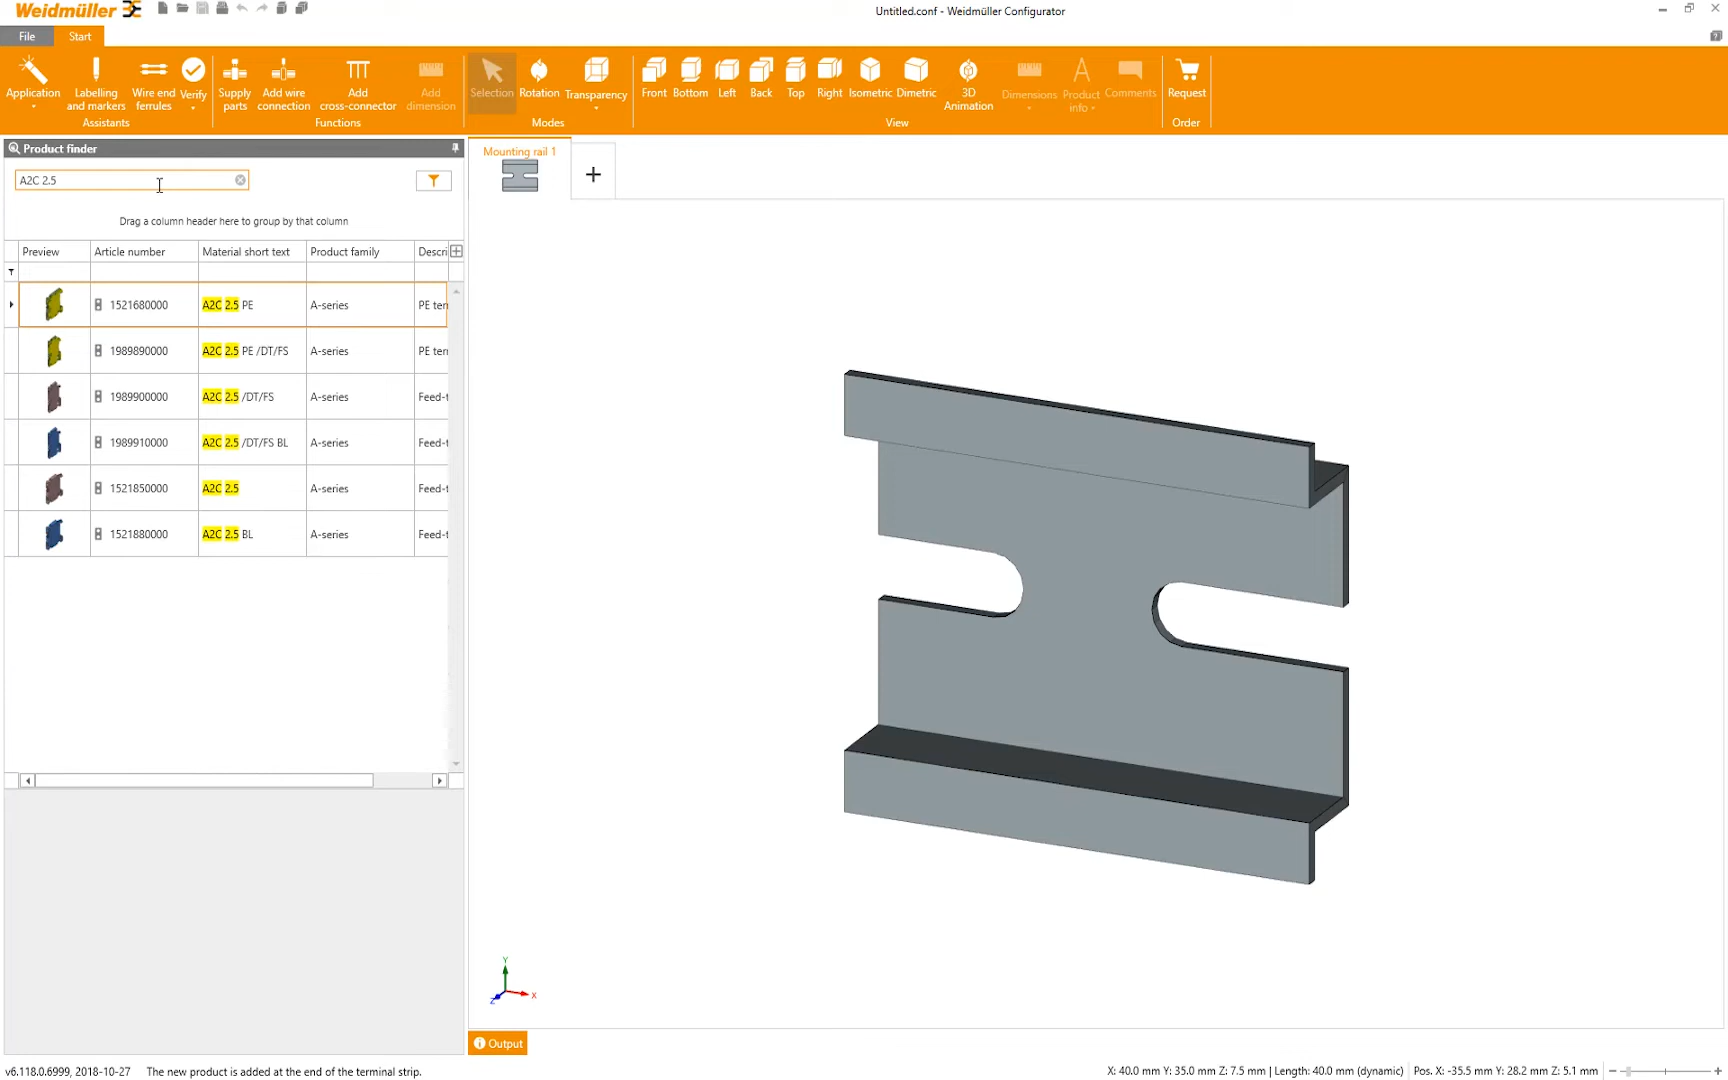 Weidmüller
Untitled.conf - Weidmüller Configurator
File
Start
Application
Labelling and markers
Wire end ferrules
Verify
Assistants
Supply parts
Add wire connection
Add cross-connector
Add dimension
Functions
Selection
Rotation
Transparency
Modes
Front
Bottom
Left
Back
Top
Right
Isometric
Dimetric
3D Animation
Dimensions
Product info
Comments
View
Request
Order
Product finder
A2C 2.5
Drag a column header here to group by that column
Preview Article number Material short text Product family Descri
1521680000 A2C 2.5 PE A-series PE ter
1989890000 A2C 2.5 PE /DT/FS A-series PE ter
1989900000 A2C 2.5 /DT/FS A-series Feed-t
1989910000 A2C 2.5 /DT/FS BL A-series Feed-t
1521850000 A2C 2.5 A-series Feed-t
1521880000 A2C 2.5 BL A-series Feed-t
Mounting rail 1
Y
Z
X
Output
v6.118.0.6999, 2018-10-27 The new product is added at the end of the terminal strip.
X: 40.0 mm Y: 35.0 mm Z: 7.5 mm | Length: 40.0 mm (dynamic) Pos. X: -35.5 mm Y: 28.2 mm Z: 5.1 mm